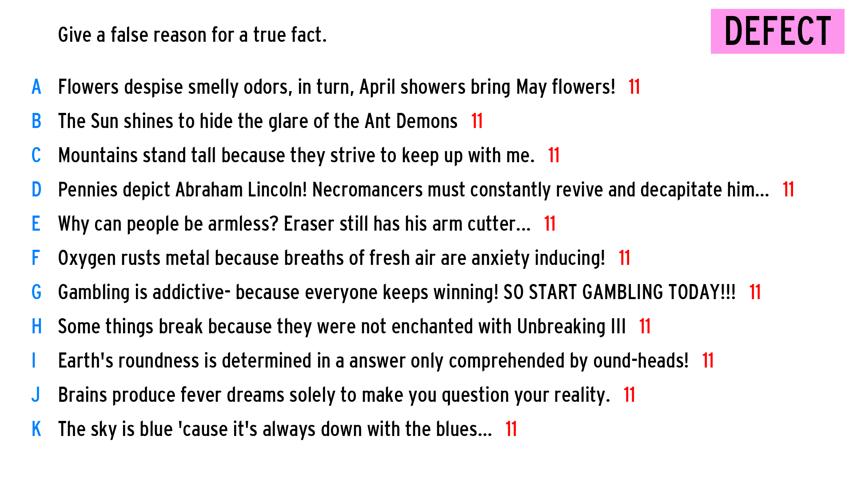 Give a false reason for a true fact.
DEFECT
A Flowers despise smelly odors, in turn, April showers bring May flowers! 11
B The Sun shines to hide the glare of the Ant Demons 11
C Mountains stand tall because they strive to keep up with me. 11
D Pennies depict Abraham Lincoln! Necromancers must constantly revive and decapitate him... 11
E Why can people be armless? Eraser still has his arm cutter... 11
F Oxygen rusts metal because breaths of fresh air are anxiety inducing! 11
G Gambling is addictive- because everyone keeps winning! SO START GAMBLING TODAY!!! 11
H Some things break because they were not enchanted with Unbreaking III 11
I Earth's roundness is determined in a answer only comprehended by ound-heads! 11
J Brains produce fever dreams solely to make you question your reality. 11
K The sky is blue 'cause it's always down with the blues... 11